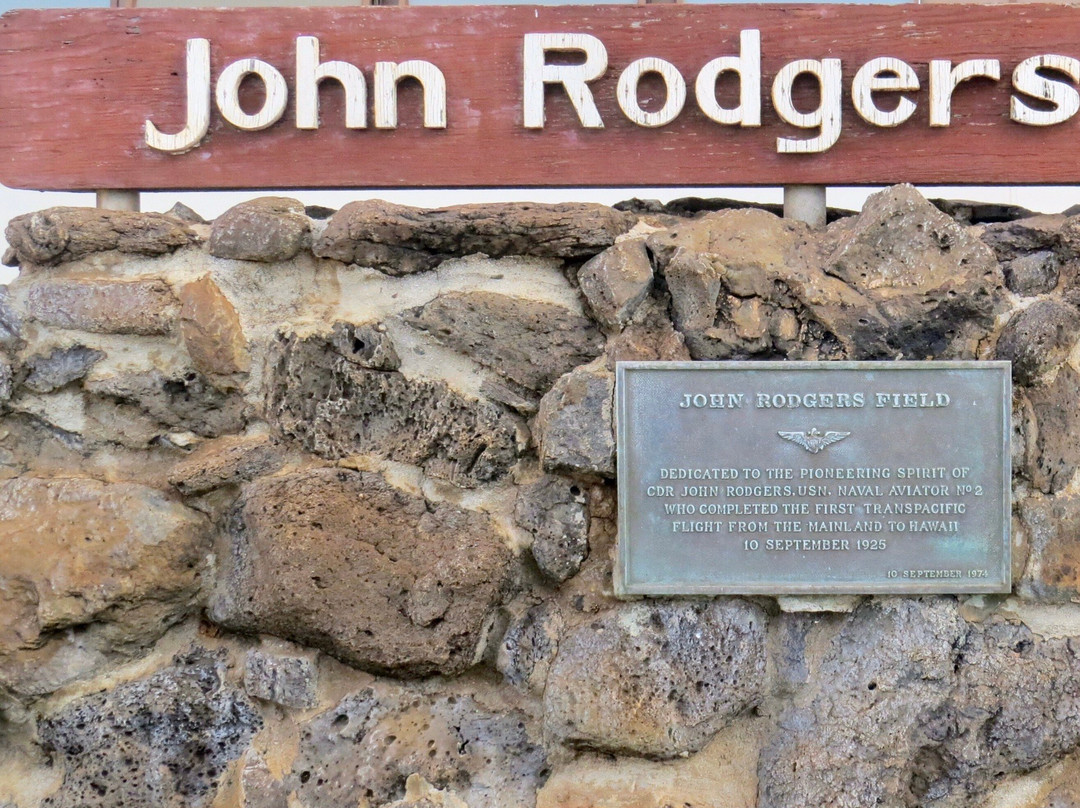 John Rodgers
JOHN RODGERS FIELD
DEDICATED TO THE PIONEERING SPIRIT OF
CDR JOHN RODGERS, USN, NAVAL AVIATOR Nº 2
WHO COMPLETED THE FIRST TRANSPACIFIC
FLIGHT FROM THE MAINLAND TO HAWAII
10 SEPTEMBER 1925
10 SEPTEMBER 1974